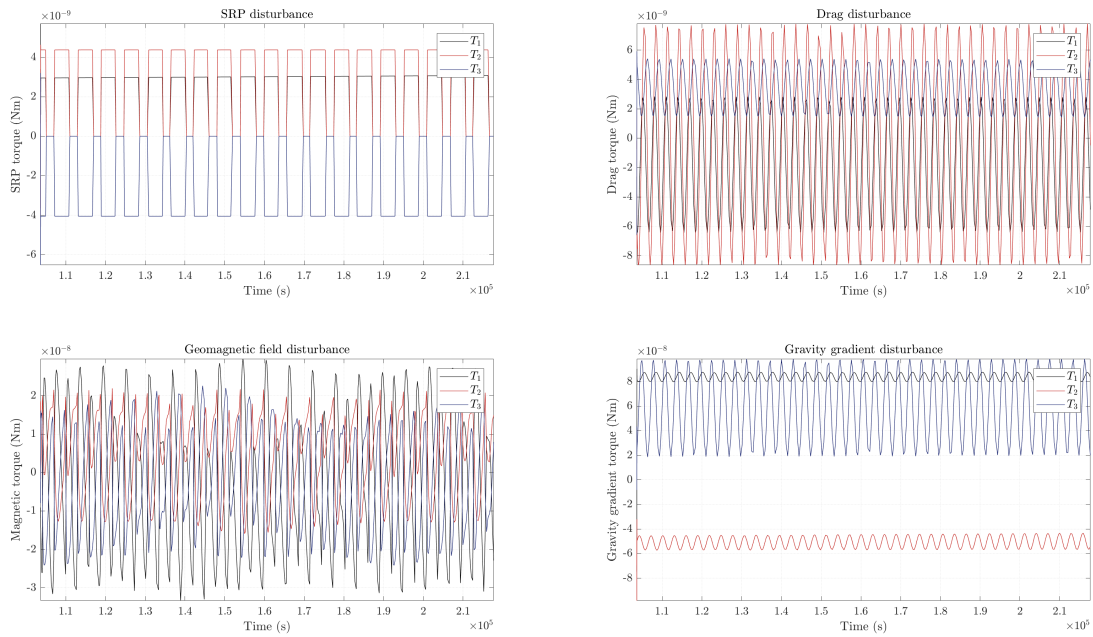 SRP disturbance
×10⁻⁹
4
2
0
-2
-4
-6
SRP torque (Nm)
T₁
T₂
T₃
1.1 1.2 1.3 1.4 1.5 1.6 1.7 1.8 1.9 2 2.1
Time (s)
×10⁵
Drag disturbance
×10⁻⁹
6
4
2
0
-2
-4
-6
-8
Drag torque (Nm)
T₁
T₂
T₃
1.1 1.2 1.3 1.4 1.5 1.6 1.7 1.8 1.9 2 2.1
Time (s)
×10⁵
Geomagnetic field disturbance
×10⁻⁸
2
1
0
-1
-2
-3
Magnetic torque (Nm)
T₁
T₂
T₃
1.1 1.2 1.3 1.4 1.5 1.6 1.7 1.8 1.9 2 2.1
Time (s)
×10⁵
Gravity gradient disturbance
×10⁻⁸
8
6
4
2
0
-2
-4
-6
-8
Gravity gradient torque (Nm)
T₁
T₂
T₃
1.1 1.2 1.3 1.4 1.5 1.6 1.7 1.8 1.9 2 2.1
Time (s)
×10⁵